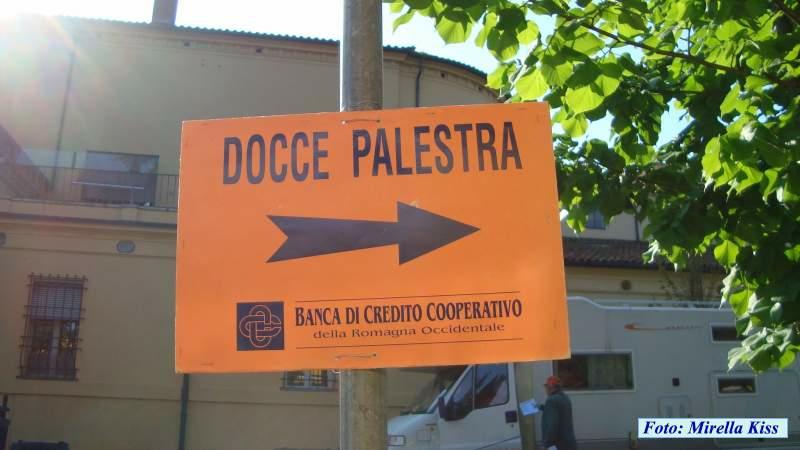 DOCCE PALESTRA
BANCA DI CREDITO COOPERATIVO
della Romagna Occidentale
Foto: Mirella Kiss